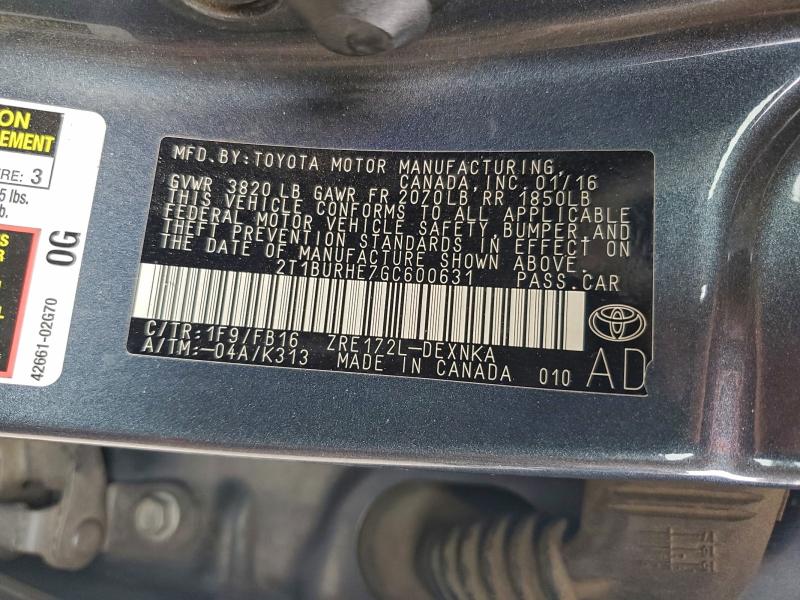 ON
EMENT
RE: 3
5 lbs.
b.
S
R
L
0G
42661-02G70
MFD. BY: TOYOTA MOTOR MANUFACTURING,
CANADA, INC. 01/16
GVWR 3820 LB GAWR FR 2070LB RR 1850LB
THIS VEHICLE CONFORMS TO ALL APPLICABLE
FEDERAL MOTOR VEHICLE SAFETY, BUMPER, AND
THEFT PREVENTION STANDARDS IN EFFECT ON
THE DATE OF MANUFACTURE SHOWN ABOVE.
2T1BURHE7GC600631 PASS. CAR
C/TR: 1F9/FB16 ZRE172L-DEXNKA
A/TM: -04A/K313 MADE IN CANADA 010 AD